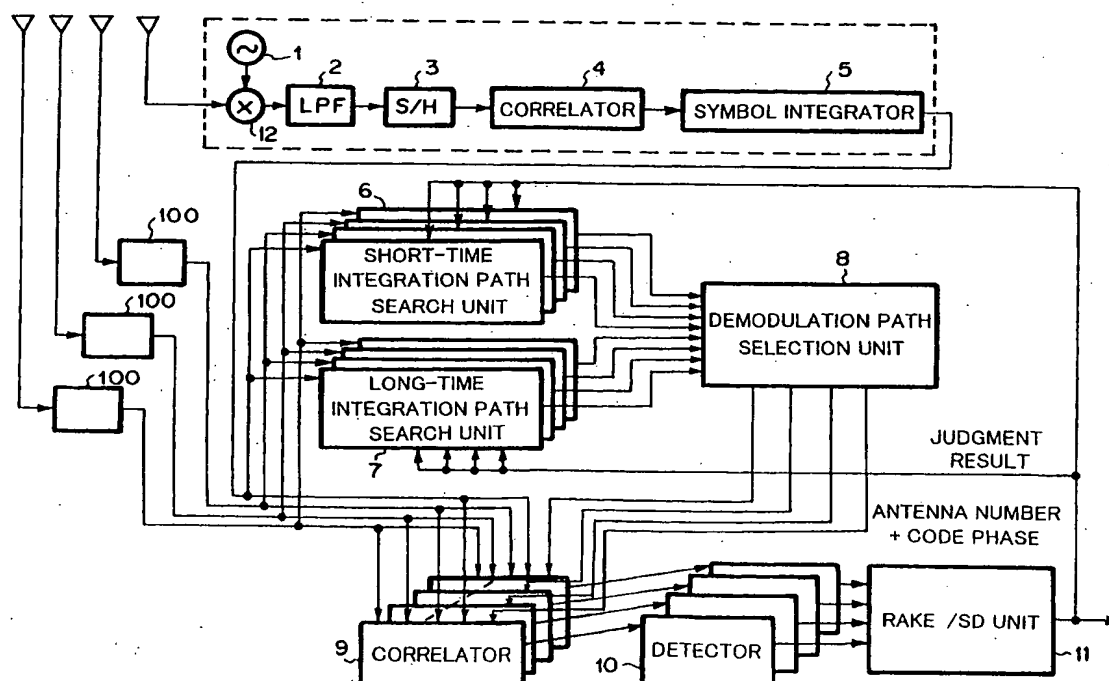 1
2
3
4
5
LPF
S/H
CORRELATOR
SYMBOL INTEGRATOR
12
6
100
SHORT-TIME
INTEGRATION PATH
SEARCH UNIT
8
DEMODULATION PATH
SELECTION UNIT
100
100
LONG-TIME
INTEGRATION PATH
SEARCH UNIT
7
JUDGMENT
RESULT
ANTENNA NUMBER
+ CODE PHASE
9
CORRELATOR
10
DETECTOR
RAKE /SD UNIT
11